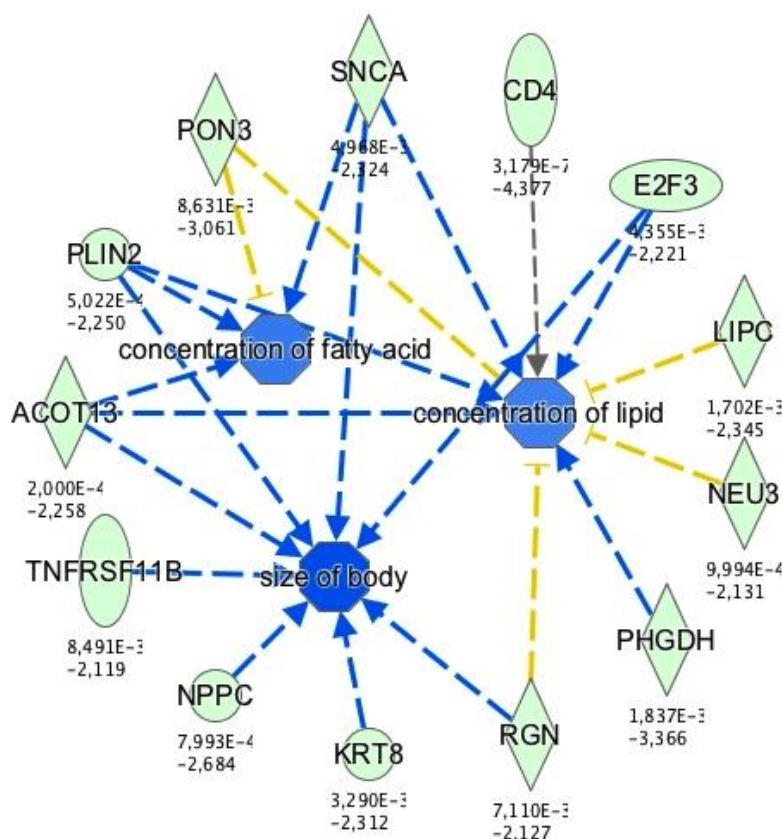 SNCA
4,968E-3
-2,324
CD4
3,179E-7
-4,377
PON3
8,631E-3
-3,061
E2F3
4,355E-3
-2,221
PLIN2
5,022E-4
-2,250
LIPC
1,702E-3
-2,345
concentration of fatty acid
ACOT13
2,000E-4
-2,258
concentration of lipid
NEU3
9,994E-4
-2,131
TNFRSF11B
8,491E-3
-2,119
size of body
PHGDH
1,837E-3
-3,366
NPPC
7,993E-4
-2,684
KRT8
3,290E-3
-2,312
RGN
7,110E-3
-2,127